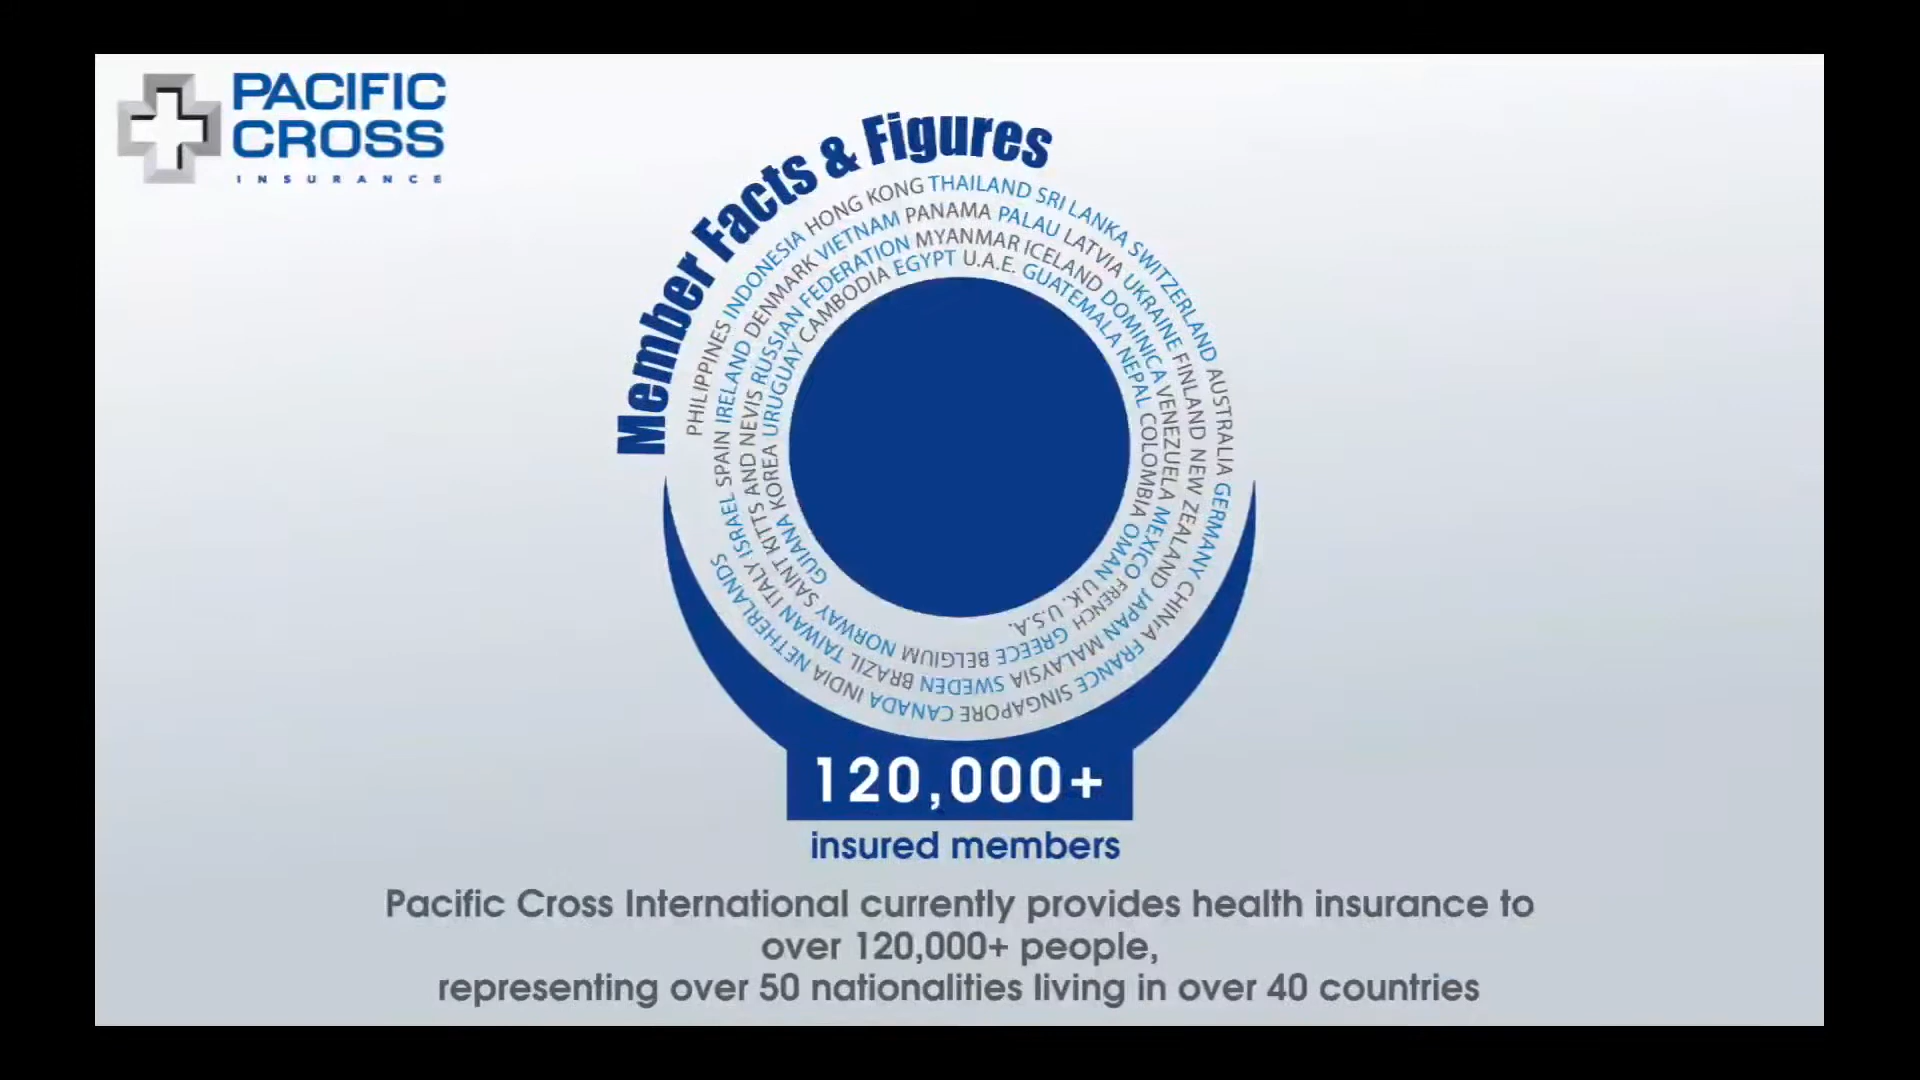 PACIFIC
CROSS
INSURANCE
Member Facts & Figures
PHILIPPINES INDONESIA HONG KONG THAILAND SRI LANKA SWITZERLAND AUSTRALIA GERMANY CHINrA FRANCE SINGAPORE CANADA INDIA NETHERLANDS
ISRAEL SPAIN IRELAND DENMARK VIETNAM PANAMA PALAU LATVIA UKRAINE FINLAND NEW ZEALAND JAPAN MALAYSIA SWEDEN BRAZIL TAIWAN ITALY
SAINT KITTS AND NEVIS RUSSIAN FEDERATION MYANMAR ICELAND DOMINICA VENEZUELA MEXICO FRENCH GREECE BELGIUM NORWAY
GUIANA KOREA URUGUAY CAMBODIA EGYPT U.A.E. GUATEMALA NEPAL COLOMBIA OMAN U.K. U.S.A.
120,000+
insured members
Pacific Cross International currently provides health insurance to
over 120,000+ people,
representing over 50 nationalities living in over 40 countries